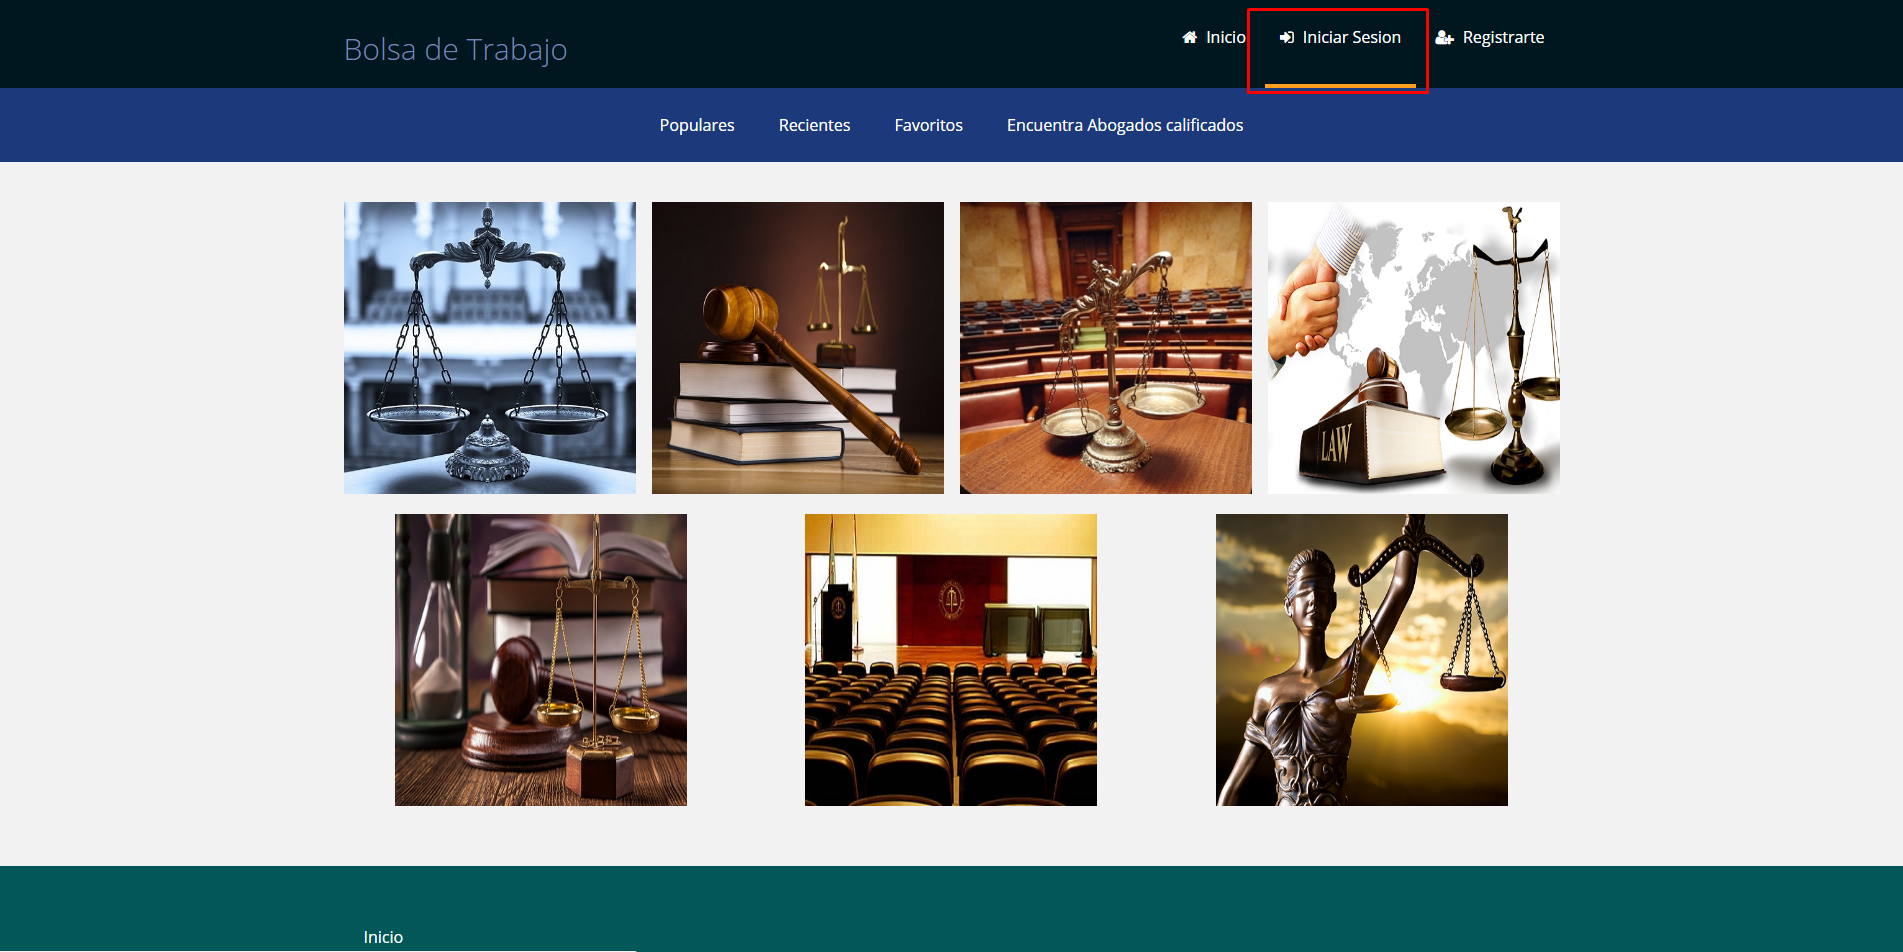 Bolsa de Trabajo
Inicio
Iniciar Sesion
Registrarte
Populares
Recientes
Favoritos
Encuentra Abogados calificados
LAW
Inicio